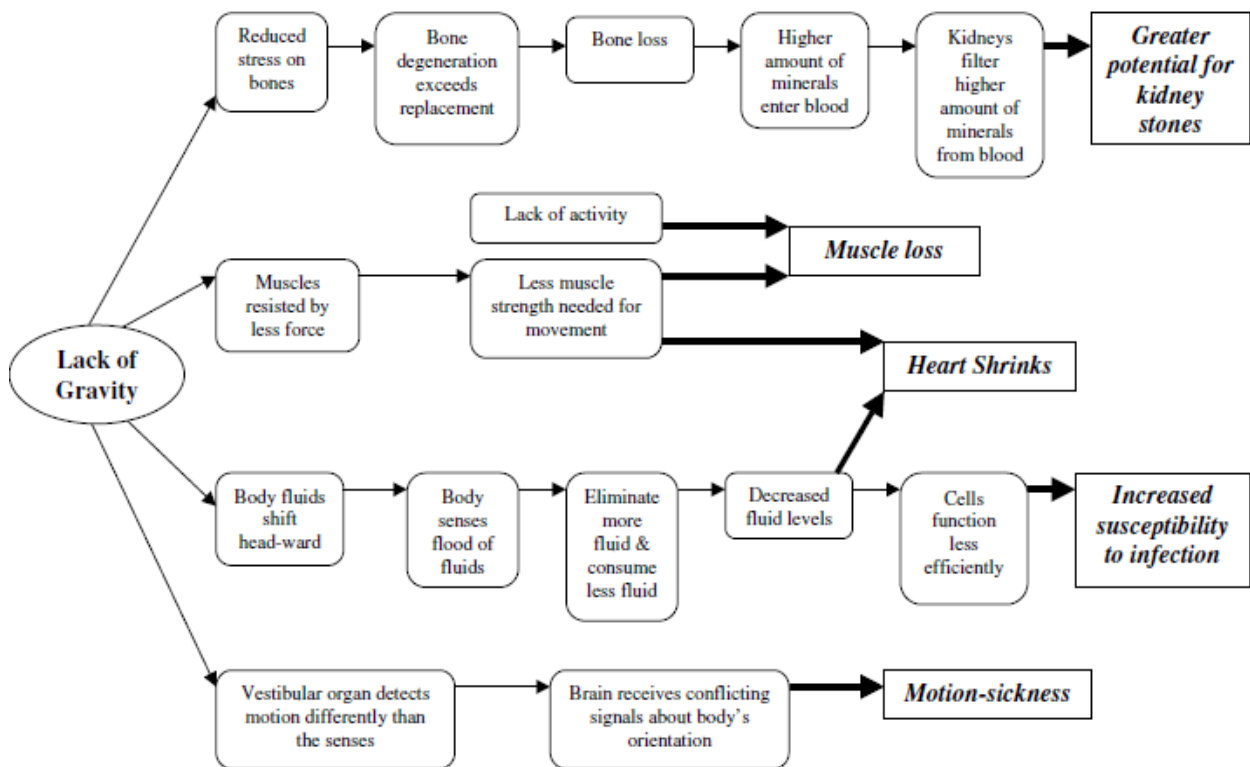 Reduced
stress on
bones
Bone
degeneration
exceeds
replacement
Bone loss
Higher
amount of
minerals
enter blood
Kidneys
filter
higher
amount of
minerals
from blood
Greater
potential for
kidney
stones
Lack of activity
Muscle loss
Muscles
resisted by
less force
Less muscle
strength needed for
movement
Lack of
Gravity
Heart Shrinks
Body fluids
shift
head-ward
Body
senses
flood of
fluids
Eliminate
more
fluid &
consume
less fluid
Decreased
fluid levels
Cells
function
less
efficiently
Increased
susceptibility
to infection
Vestibular organ detects
motion differently than
the senses
Brain receives conflicting
signals about body's
orientation
Motion-sickness